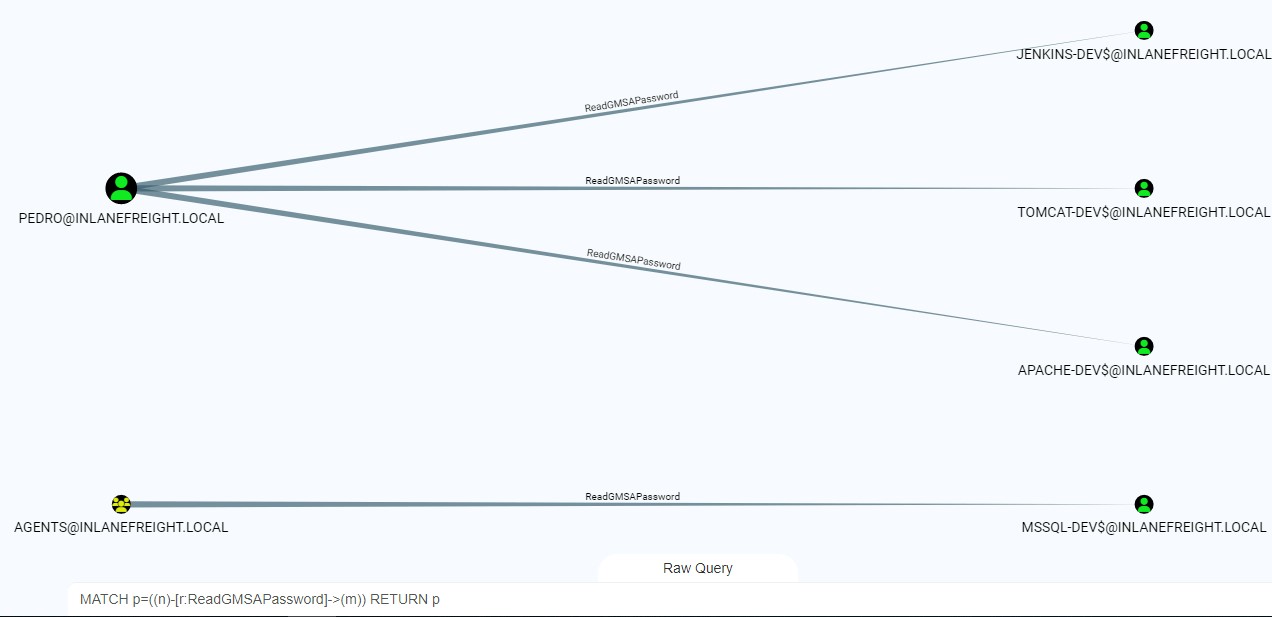 JENKINS-DEV$@INLANEFREIGHT.LOCAL
ReadGMSAPassword
ReadGMSAPassword
PEDRO@INLANEFREIGHT.LOCAL
TOMCAT-DEV$@INLANEFREIGHT.LOCAL
ReadGMSAPassword
APACHE-DEV$@INLANEFREIGHT.LOCAL
ReadGMSAPassword
AGENTS@INLANEFREIGHT.LOCAL
MSSQL-DEV$@INLANEFREIGHT.LOCAL
Raw Query
MATCH p=((n)-[r:ReadGMSAPassword]->(m)) RETURN p